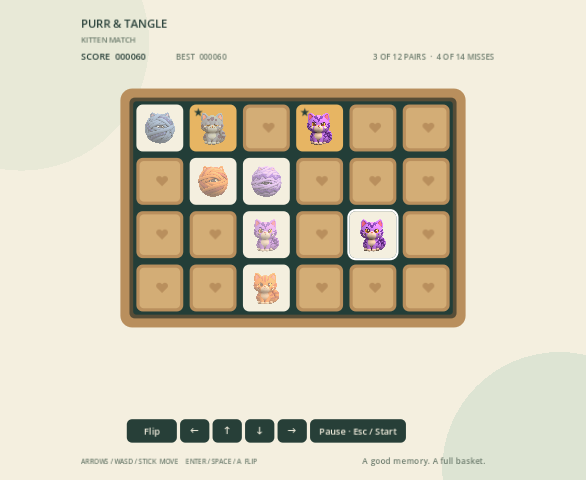 PURR & TANGLE
KITTEN MATCH
SCORE 000060 BEST 000060 3 OF 12 PAIRS · 4 OF 14 MISSES
Flip ← ↑ ↓ → Pause · Esc / Start
ARROWS / WASD / STICK MOVE ENTER / SPACE / A FLIP A good memory. A full basket.